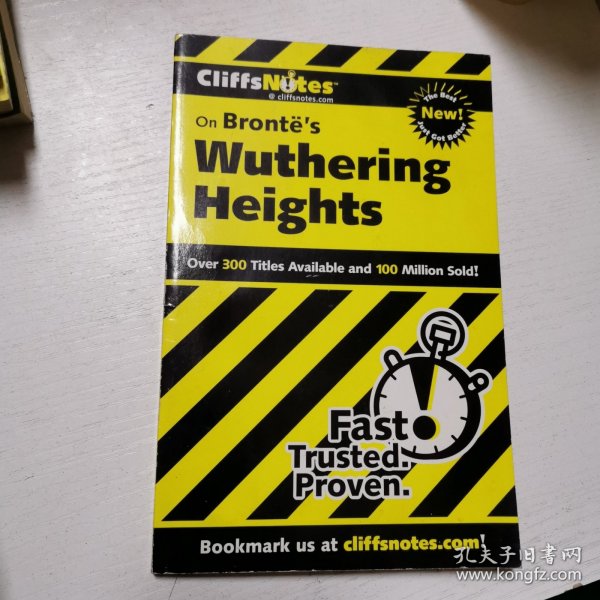 CliffsNotes™
@ cliffsnotes.com
The Best
New!
Just Got Better
On Brontë's
Wuthering
Heights
Over 300 Titles Available and 100 Million Sold!
Fast.
Trusted.
Proven.
Bookmark us at cliffsnotes.com!
孔夫子旧书网
www.kongfz.com